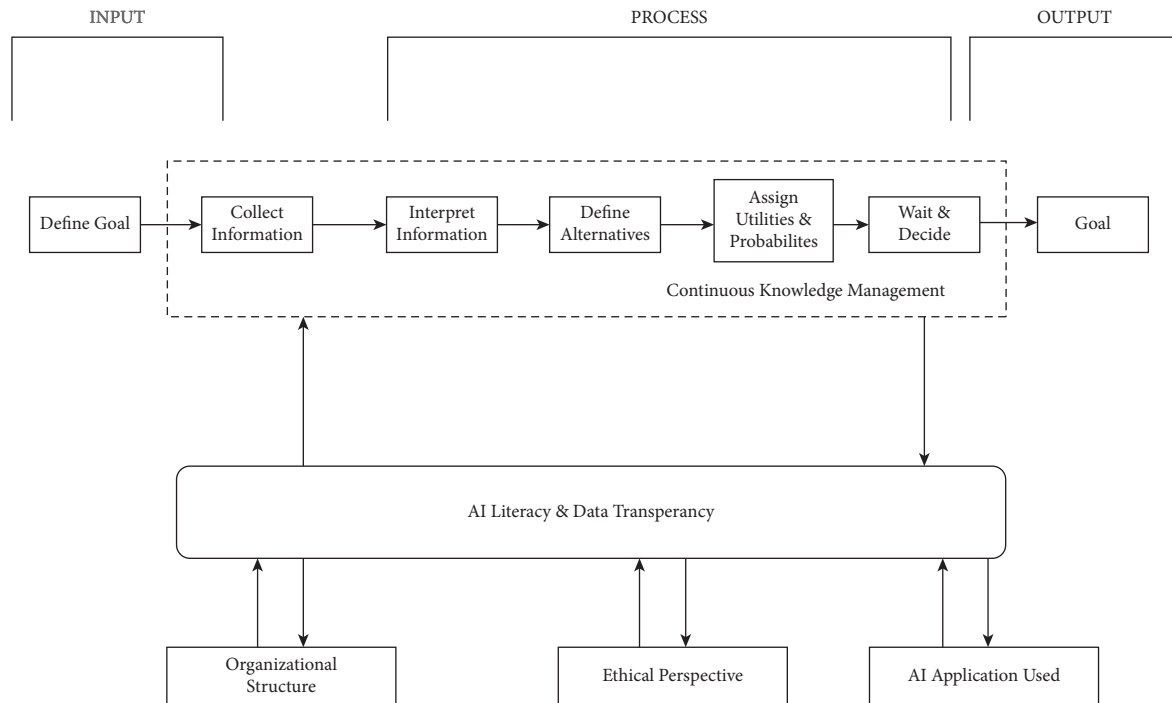 INPUT
PROCESS
OUTPUT
Define Goal
Collect
Information
Interpret
Information
Define
Alternatives
Assign
Utilities &
Probabilites
Wait &
Decide
Goal
Continuous Knowledge Management
AI Literacy & Data Transperancy
Organizational
Structure
Ethical Perspective
AI Application Used